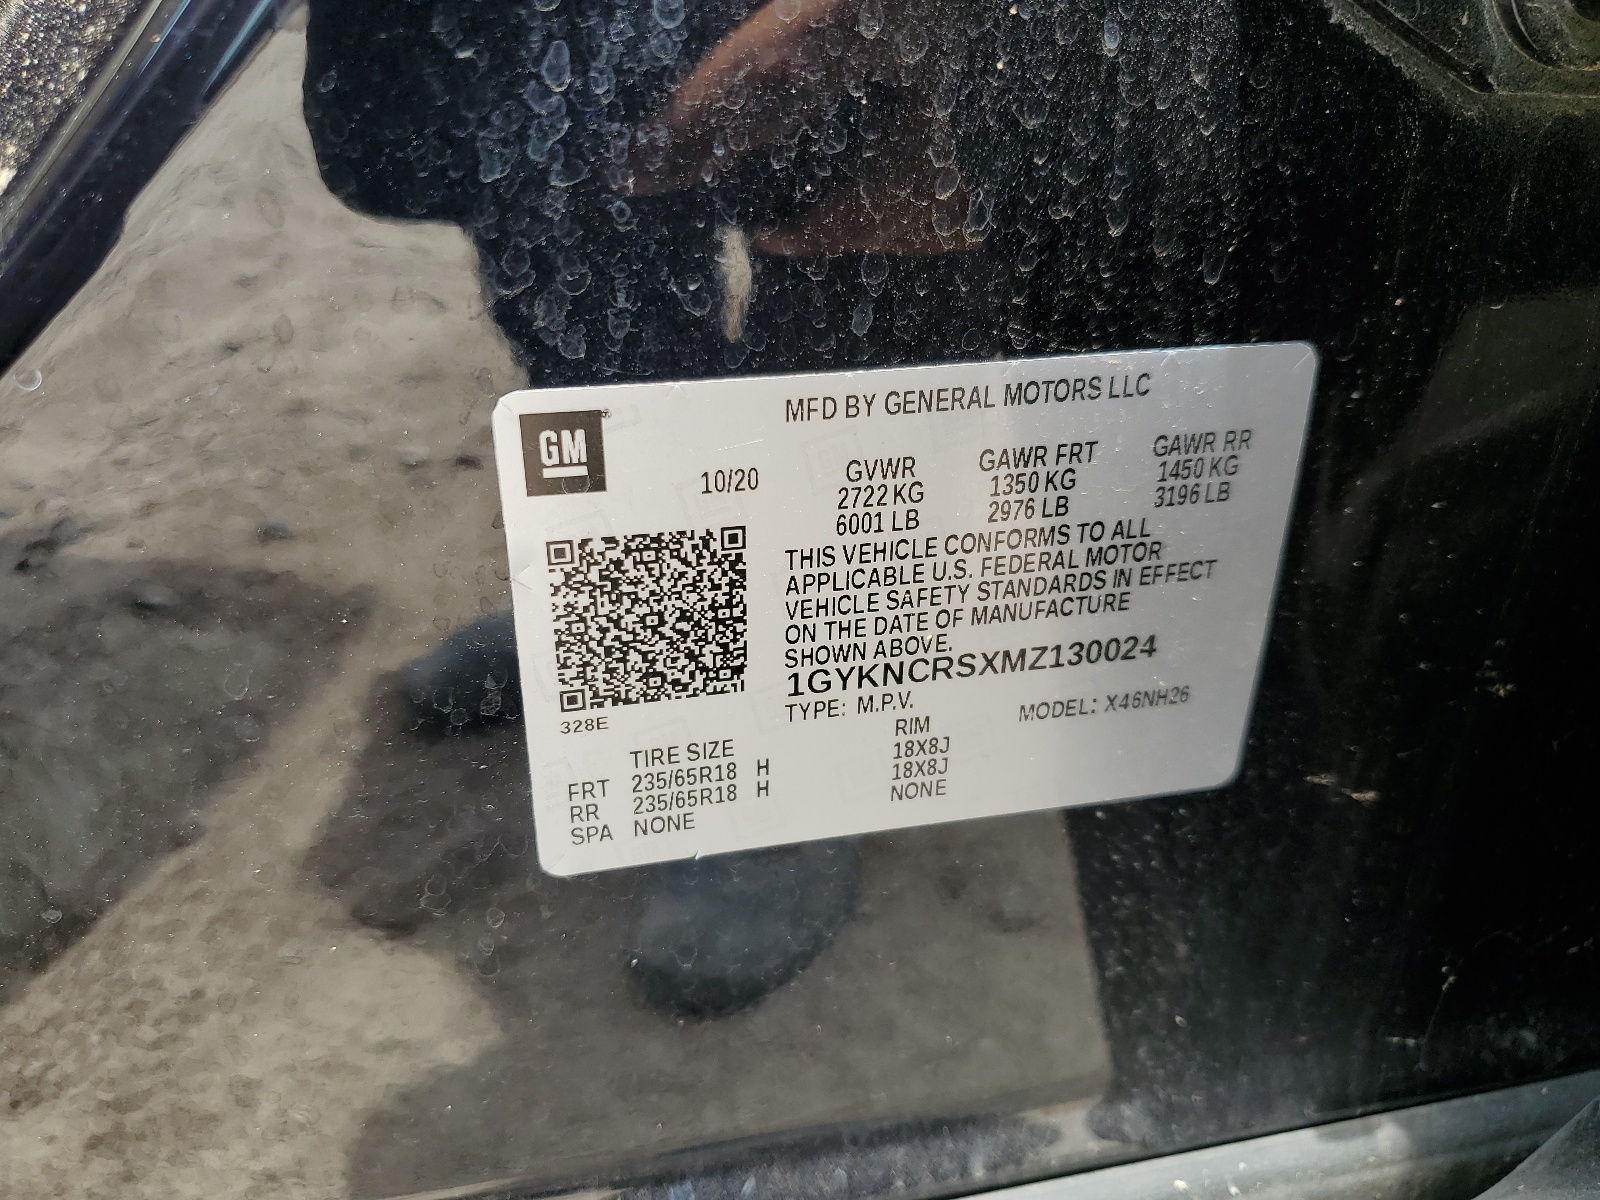 GM
MFD BY GENERAL MOTORS LLC
10/20
GVWR GAWR FRT GAWR RR
2722 KG 1350 KG 1450 KG
6001 LB 2976 LB 3196 LB
THIS VEHICLE CONFORMS TO ALL
APPLICABLE U.S. FEDERAL MOTOR
VEHICLE SAFETY STANDARDS IN EFFECT
ON THE DATE OF MANUFACTURE
SHOWN ABOVE.
1GYKNCRSXMZ130024
TYPE: M.P.V. MODEL: X46NH26
328E
TIRE SIZE RIM
FRT 235/65R18 H 18X8J
RR 235/65R18 H 18X8J
SPA NONE NONE